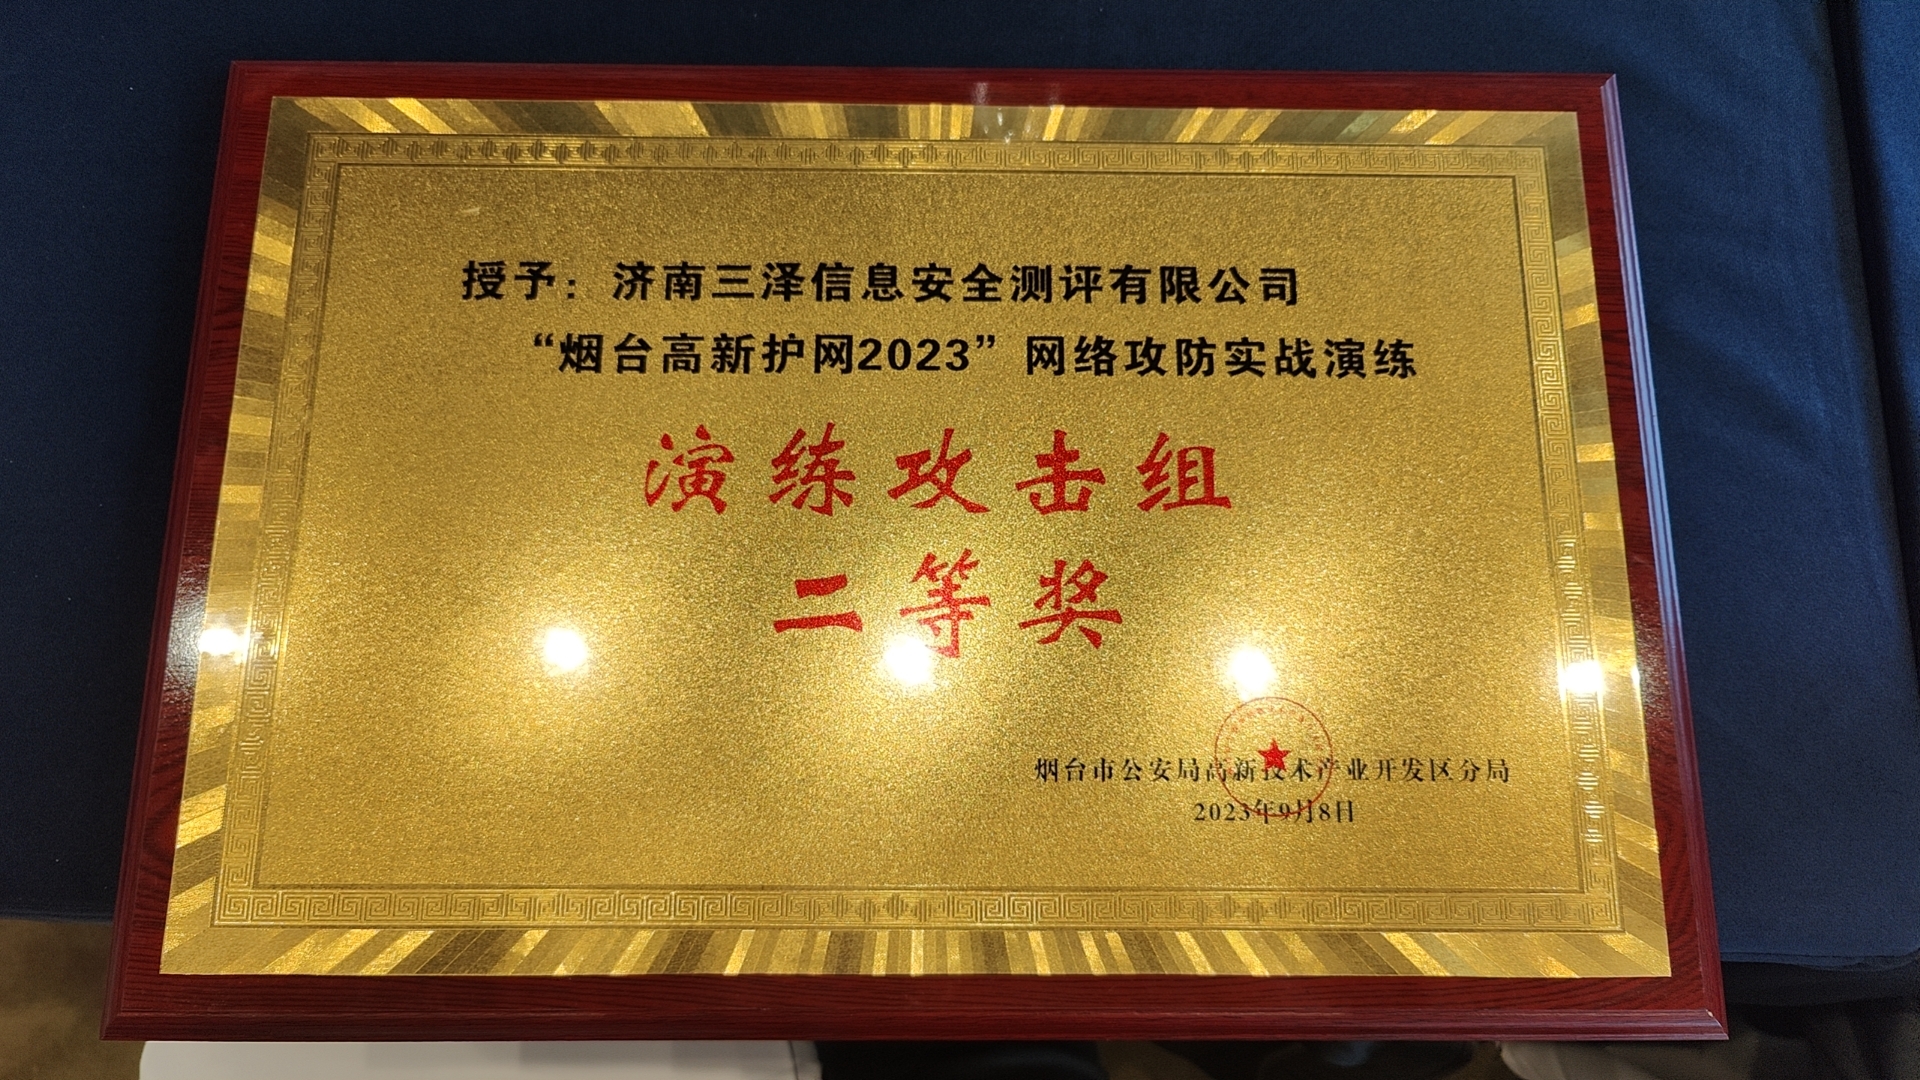 授予：济南三泽信息安全测评有限公司
“烟台高新护网2023”网络攻防实战演练
演练攻击组
二等奖
烟台市公安局高新技术产业开发区分局
2023年9月8日